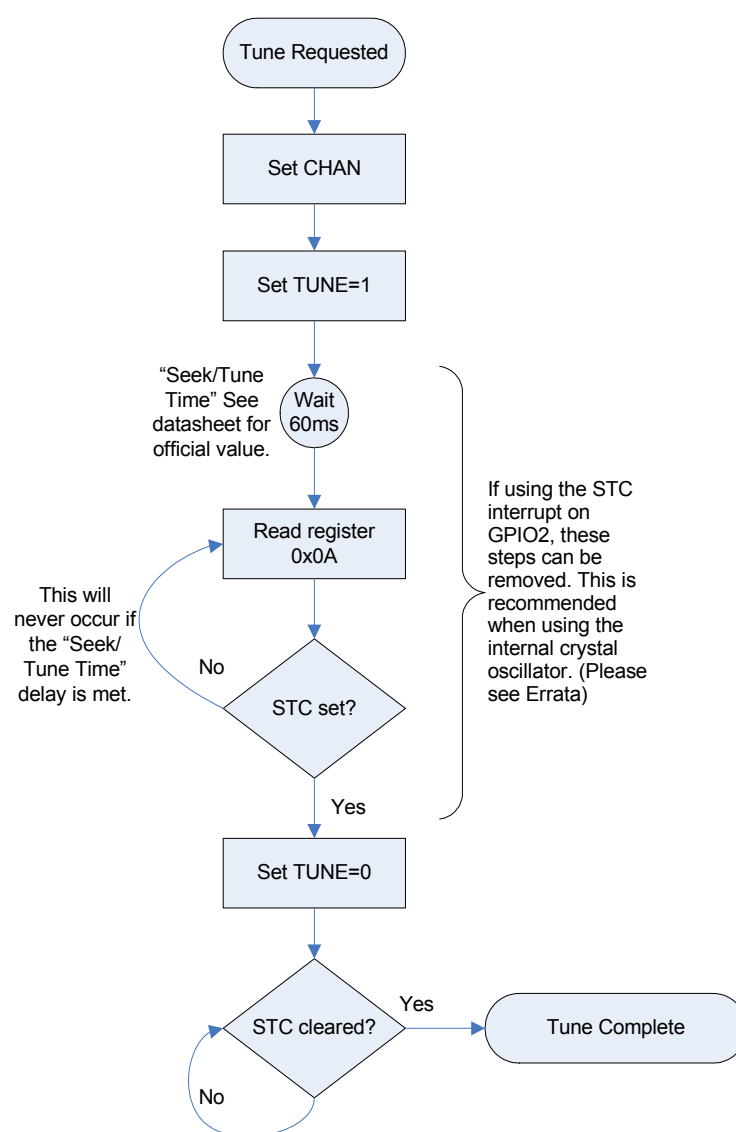 Tune Requested
Set CHAN
Set TUNE=1
“Seek/Tune
Time” See
datasheet for
official value.
Wait
60ms
If using the STC
interrupt on
GPIO2, these
steps can be
removed. This is
recommended
when using the
internal crystal
oscillator. (Please
see Errata)
Read register
0x0A
This will
never occur if
the “Seek/
Tune Time”
delay is met.
No
STC set?
Yes
Set TUNE=0
STC cleared?
Yes
Tune Complete
No